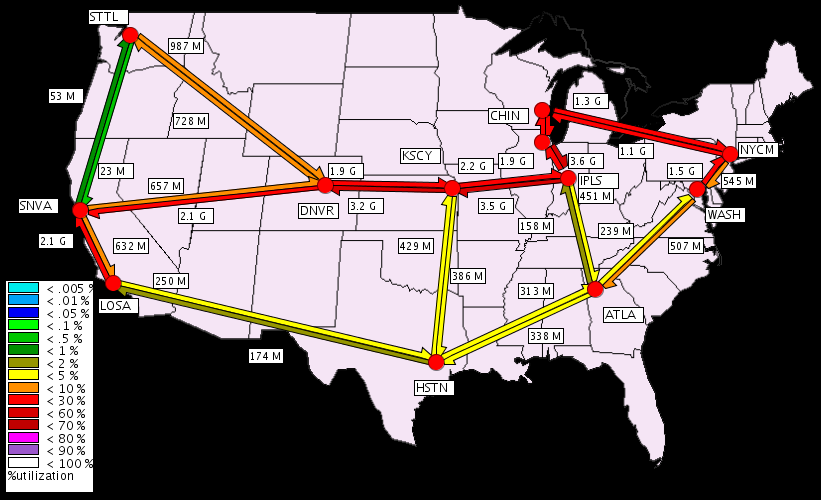 STTL
987 M
53 M
1.3 G
CHIN
728 M
1.1 G
NYCM
KSCY
2.2 G
1.9 G
3.6 G
23 M
1.9 G
1.5 G
545 M
657 M
IPLS
451 M
SNVA
2.1 G
DNVR
3.2 G
3.5 G
WASH
158 M
239 M
2.1 G
632 M
429 M
507 M
250 M
386 M
313 M
LOSA
ATLA
338 M
174 M
HSTN
< .005 %
< .01 %
< .05 %
< .1 %
< .5 %
< 1 %
< 2 %
< 5 %
< 10 %
< 30 %
< 60 %
< 70 %
< 80 %
< 90 %
< 100 %
%utilization